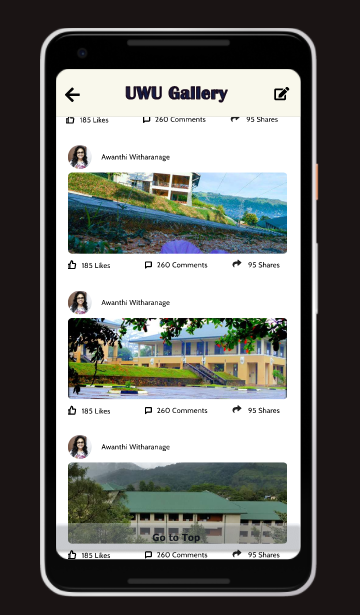 UWU Gallery
185 Likes 260 Comments 95 Shares
Awanthi Witharanage
185 Likes 260 Comments 95 Shares
Awanthi Witharanage
185 Likes 260 Comments 95 Shares
Awanthi Witharanage
Go to Top
185 Likes 260 Comments 95 Shares